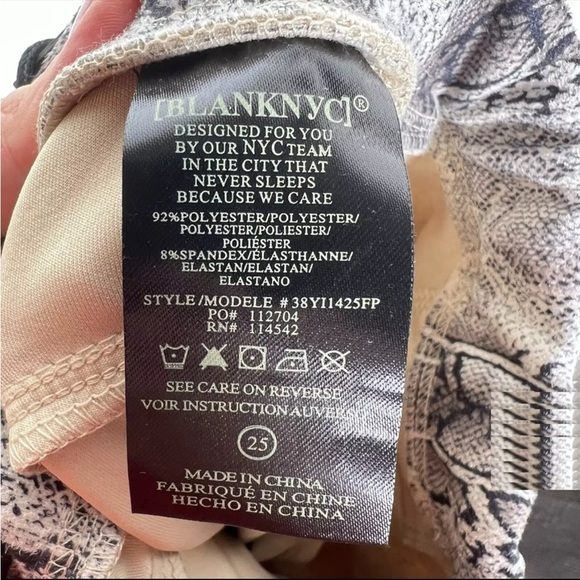 [BLANKNYC]®
DESIGNED FOR YOU
BY OUR NYC TEAM
IN THE CITY THAT
NEVER SLEEPS
BECAUSE WE CARE
92%POLYESTER/POLYESTER/
POLYESTER/POLIESTER/
POLIÉSTER
8%SPANDEX/ÉLASTHANNE/
ELASTAN/ELASTAN/
ELASTANO
STYLE/MODELE #38YI1425FP
PO# 112704
RN# 114542
SEE CARE ON REVERSE
VOIR INSTRUCTION AUVERSO
25
MADE IN CHINA
FABRIQUÉ EN CHINE
HECHO EN CHINA